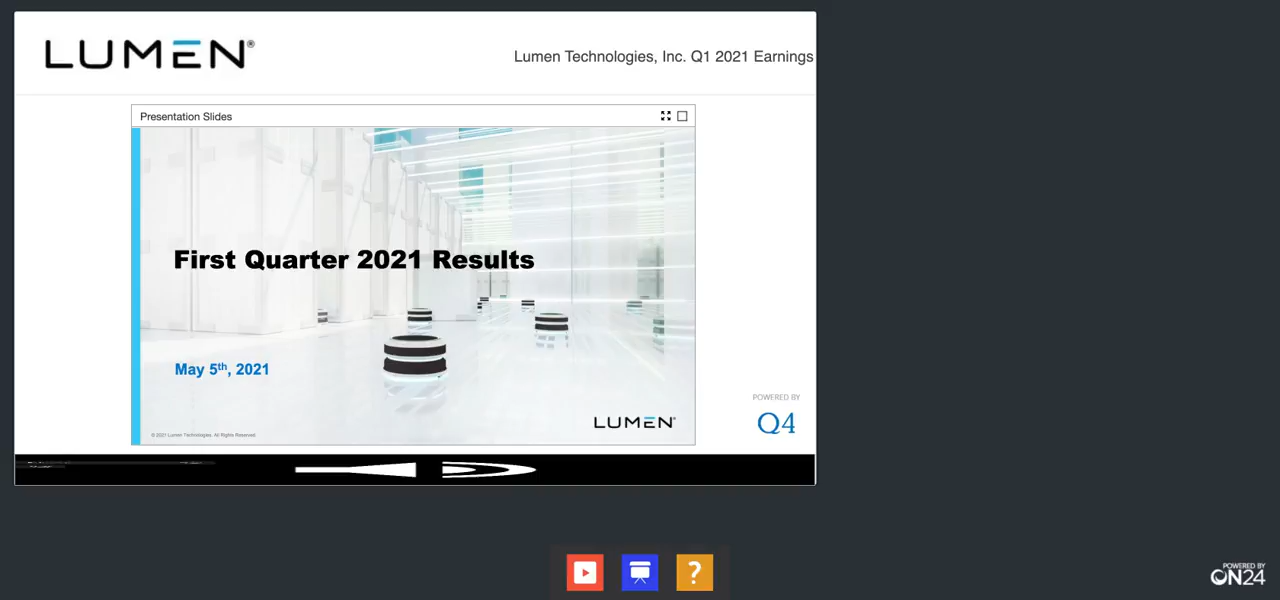 LUMEN®
Lumen Technologies, Inc. Q1 2021 Earnings
Presentation Slides
First Quarter 2021 Results
May 5th, 2021
LUMEN®
© 2021 Lumen Technologies. All Rights Reserved.
POWERED BY
Q4
?
POWERED BY
ON24